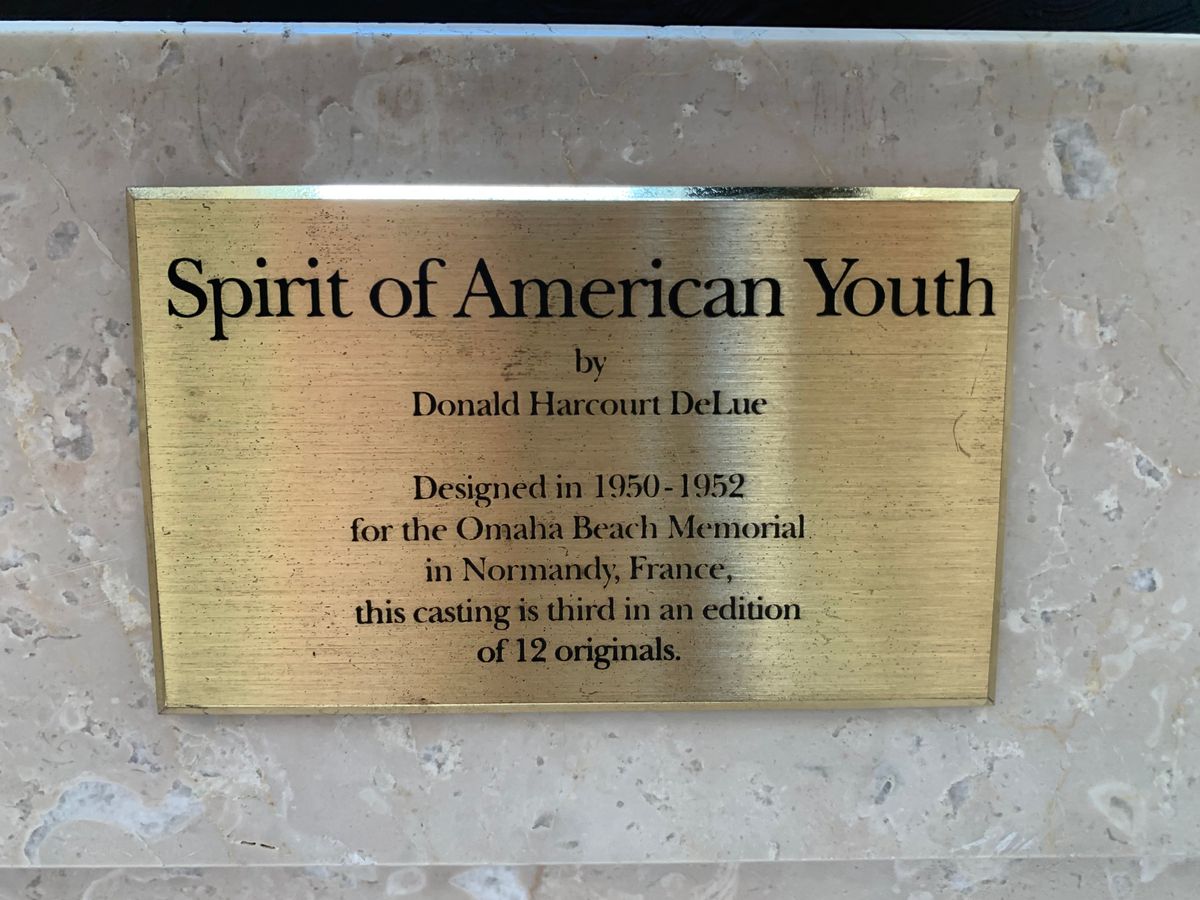 Spirit of American Youth
by
Donald Harcourt DeLue
Designed in 1950-1952
for the Omaha Beach Memorial
in Normandy, France,
this casting is third in an edition
of 12 originals.